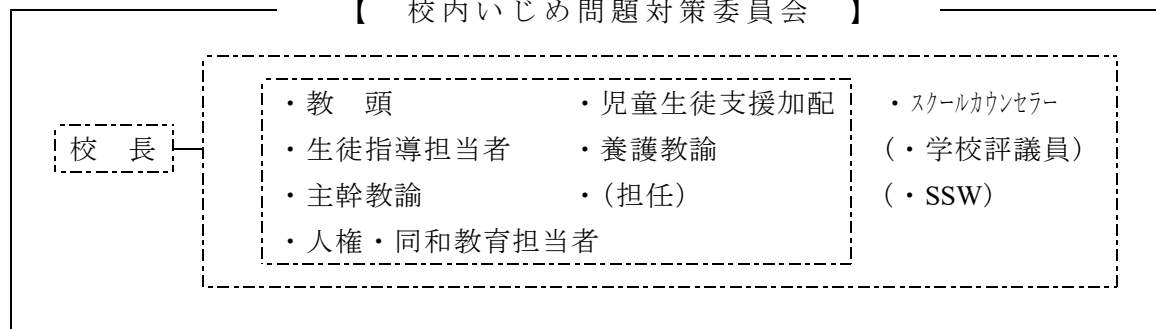 【 校内いじめ問題対策委員会 】
・教 頭 ・児童生徒支援加配 ・スクールカウンセラー
校 長 ・生徒指導担当者 ・養護教諭 (・学校評議員)
・主幹教諭 ・(担任) (・SSW)
・人権・同和教育担当者